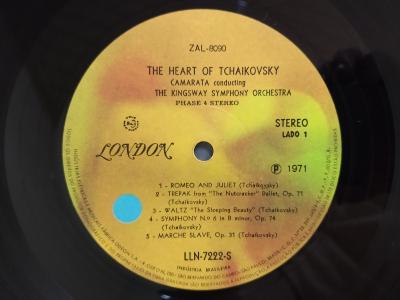 ZAL-8090
THE HEART OF TCHAIKOVSKY
CAMARATA conducting
THE KINGSWAY SYMPHONY ORCHESTRA
PHASE 4 STEREO
STEREO
LADO 1
LONDON
P 1971
1 - ROMEO AND JULIET (Tchaikovsky)
2 - TREPAK from "The Nutcracker" Ballet, Op. 71
(Tchaikovsky)
3 - WALTZ "The Sleeping Beauty" (Tchaikovsky)
4 - SYMPHONY N.o 6 in B minor, Op. 74
(Tchaikovsky)
5 - MARCHE SLAVE, Op. 31 (Tchaikovsky)
LLN-7222-S
INDÚSTRIA BRASILEIRA